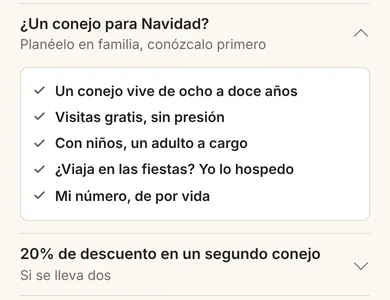 ¿Un conejo para Navidad?
Planéelo en familia, conózcalo primero
Un conejo vive de ocho a doce años
Visitas gratis, sin presión
Con niños, un adulto a cargo
¿Viaja en las fiestas? Yo lo hospedo
Mi número, de por vida
20% de descuento en un segundo conejo
Si se lleva dos